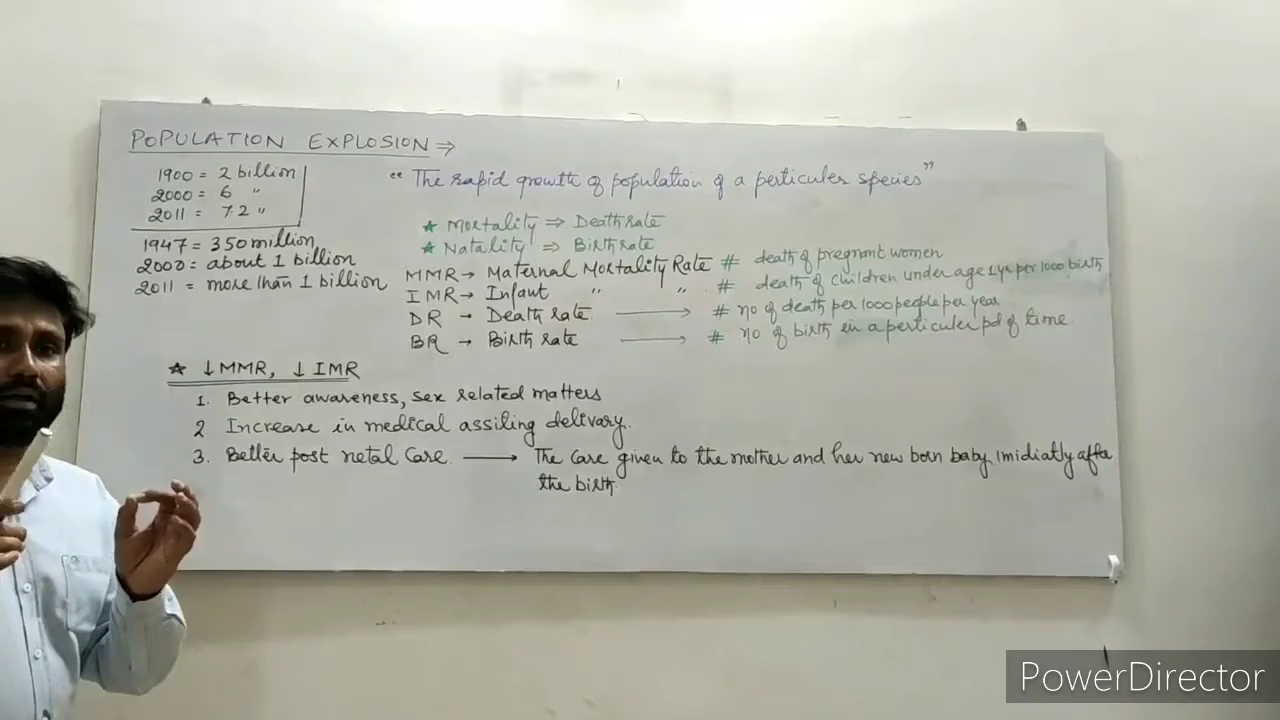 POPULATION EXPLOSION ⇒
1900 = 2 billion
2000 = 6 "
2011 = 7.2 "
1947 = 350 million
2000 = about 1 billion
2011 = more than 1 billion
“ The rapid growth of population of a perticuler species ”
★ Mortality ⇒ Death rate
★ Natality ⇒ Birth rate
MMR → Maternal Mortality Rate # death of pregnant women
IMR → Infant " " # death of children under age 1 yr per 1000 birth
DR → Death rate → # no of death per 1000 people per year
BR → Birth rate → # no of birth in a perticuler pd of time
★ ↓ MMR, ↓ IMR
1. Better awareness, sex related matters
2 Increase in medical assiling delivary.
3. Better post netal Care. → The care given to the mother and her new born baby imidiatly after
the birth.
PowerDirector